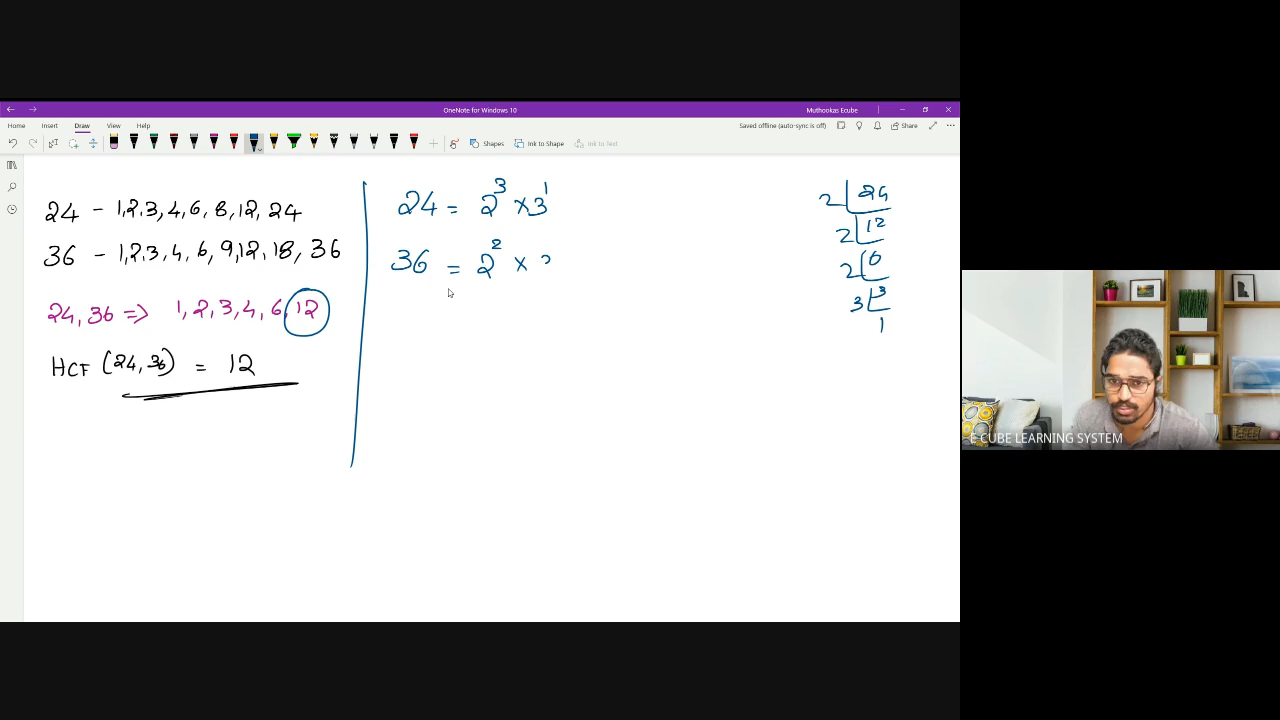 OneNote for Windows 10
Muthookas Ecube
Home Insert Draw View Help
Saved offline (auto-sync is off)
Share
Shapes
Ink to Shape
Ink to Text
24 - 1,2,3,4,6,8,12,24
36 - 1,2,3,4,6,9,12,18,36
24,36 => 1,2,3,4,6,12
HCF (24,36) = 12
24 = 2³ × 3¹
36 = 2² ×
2 24
2 12
2 6
3 3
1
E CUBE LEARNING SYSTEM